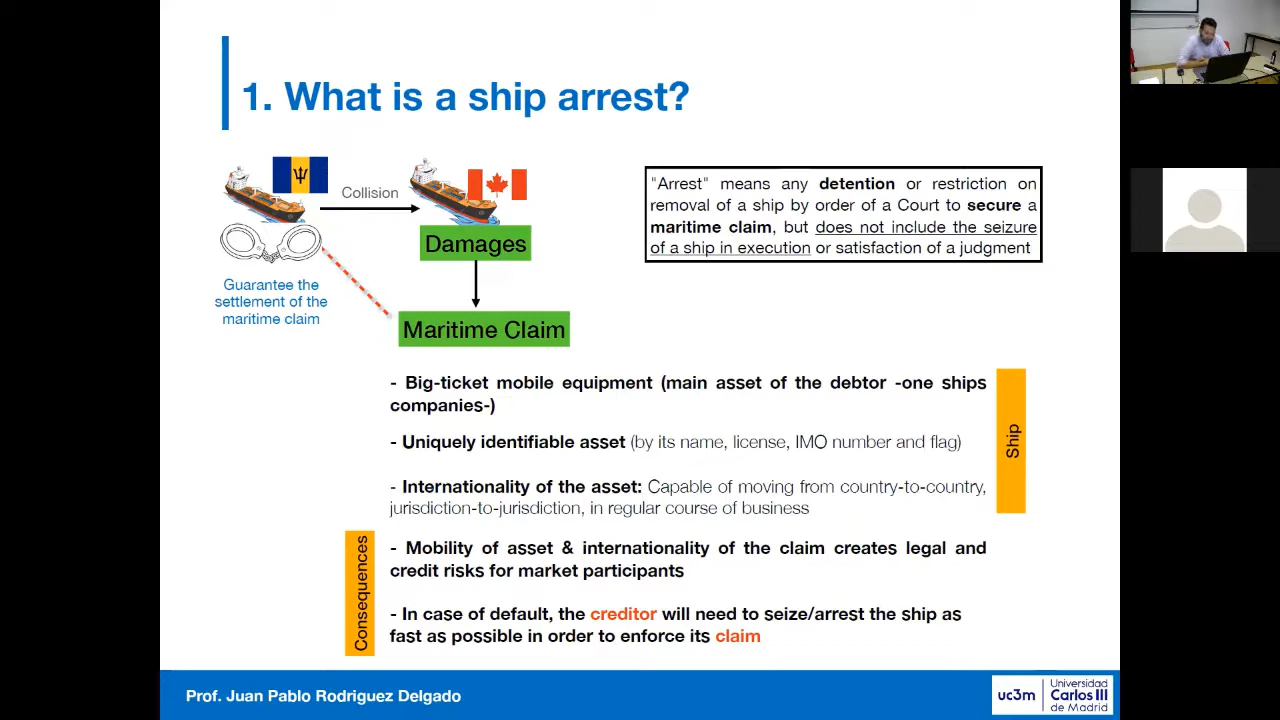 1. What is a ship arrest?
Collision
Damages
Guarantee the
settlement of the
maritime claim
Maritime Claim
"Arrest" means any detention or restriction on
removal of a ship by order of a Court to secure a
maritime claim, but does not include the seizure
of a ship in execution or satisfaction of a judgment
- Big-ticket mobile equipment (main asset of the debtor -one ships
companies-)
- Uniquely identifiable asset (by its name, license, IMO number and flag)
- Internationality of the asset: Capable of moving from country-to-country,
jurisdiction-to-jurisdiction, in regular course of business
Ship
Consequences
- Mobility of asset & internationality of the claim creates legal and
credit risks for market participants
- In case of default, the creditor will need to seize/arrest the ship as
fast as possible in order to enforce its claim
Prof. Juan Pablo Rodriguez Delgado
uc3m
Universidad
Carlos III
de Madrid